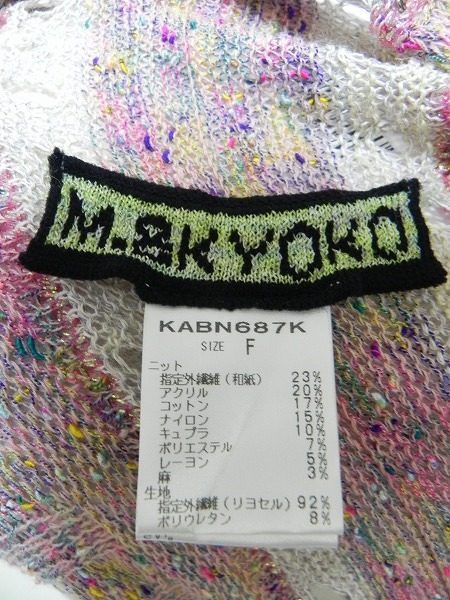 M.&KYOKO
KABN687K
SIZE F
ニット
指定外繊維(和紙) 23%
アクリル 20%
コットン 17%
ナイロン 15%
キュプラ 10%
ポリエステル 7%
レーヨン 5%
麻 3%
生地
指定外繊維(リヨセル) 92%
ポリウレタン 8%